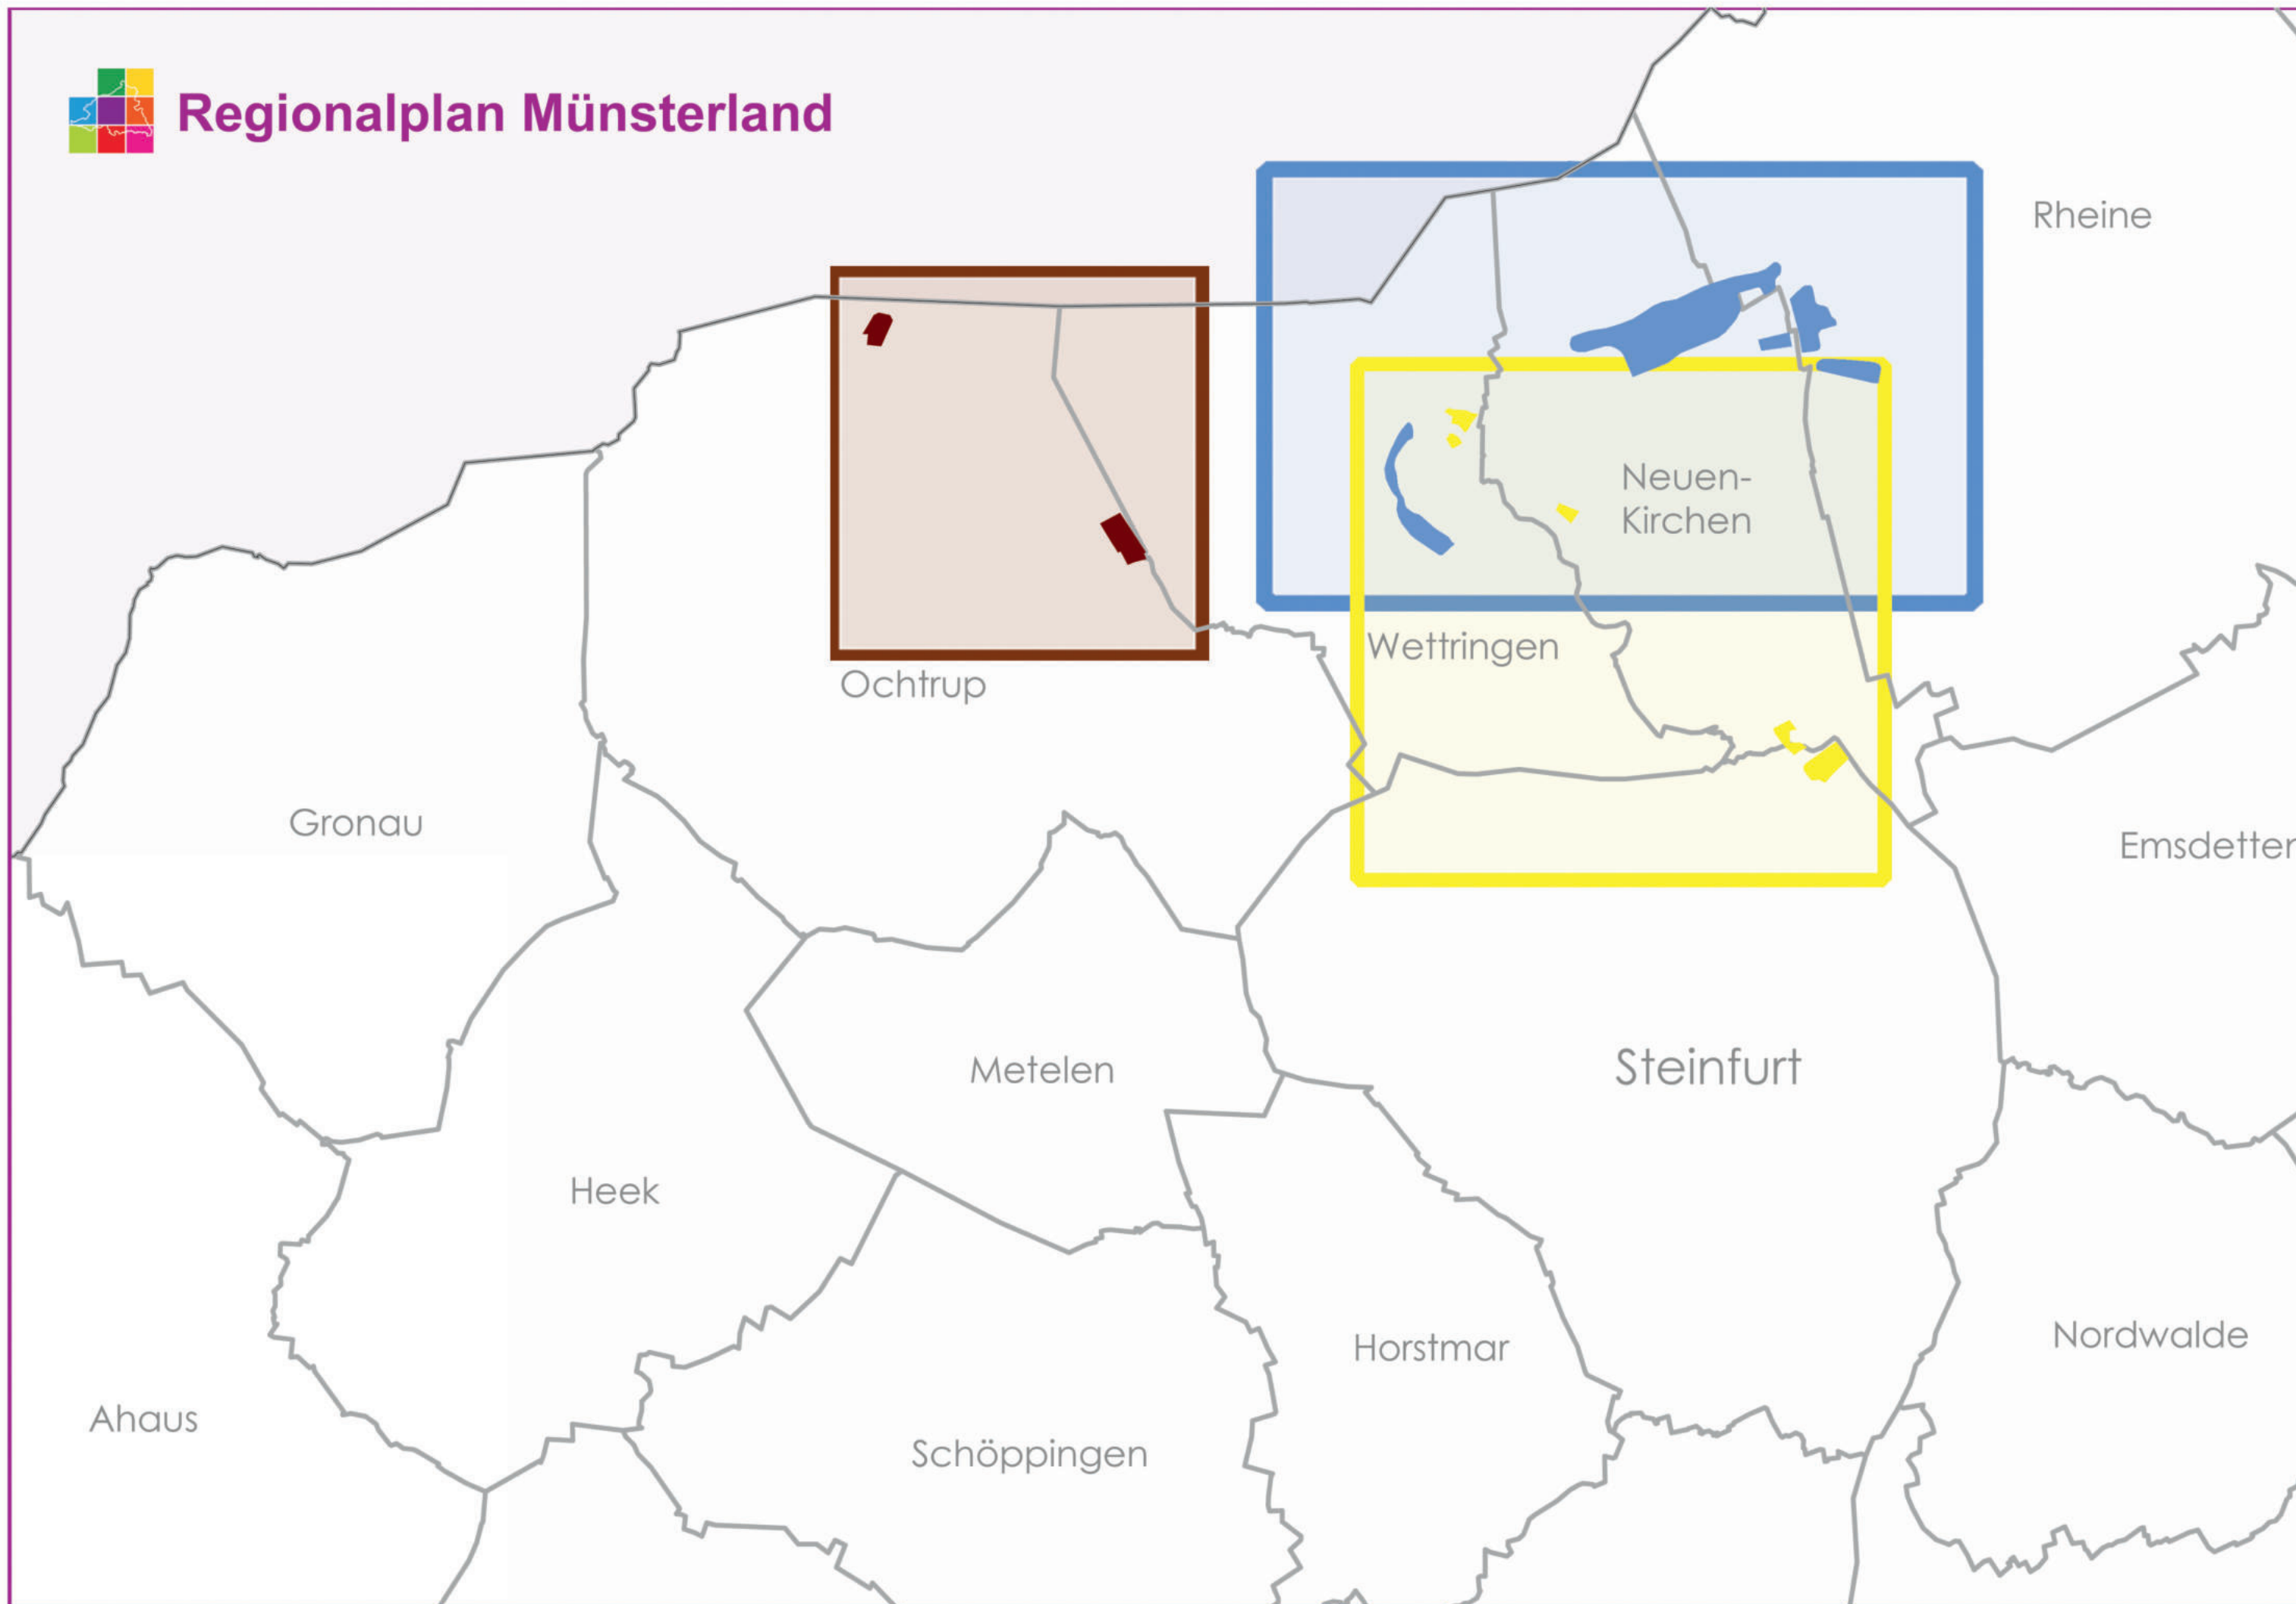 Regionalplan Münsterland
Rheine
Neuen-
Kirchen
Wettringen
Ochtrup
Gronau
Emsdetten
Metelen
Steinfurt
Heek
Nordwalde
Horstmar
Ahaus
Schöppingen